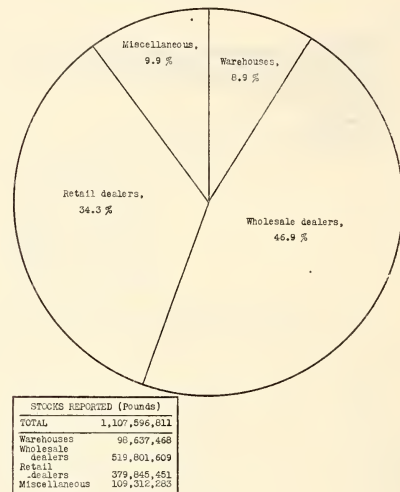 Miscellaneous,
9.9 %
Warehouses,
8.9 %
Retail dealers,
34.3 %
Wholesale dealers,
46.9 %
STOCKS REPORTED (Pounds)
TOTAL 1,107,596,811
Warehouses 98,637,468
Wholesale
dealers 519,801,609
Retail
dealers 379,845,451
Miscellaneous 109,312,283